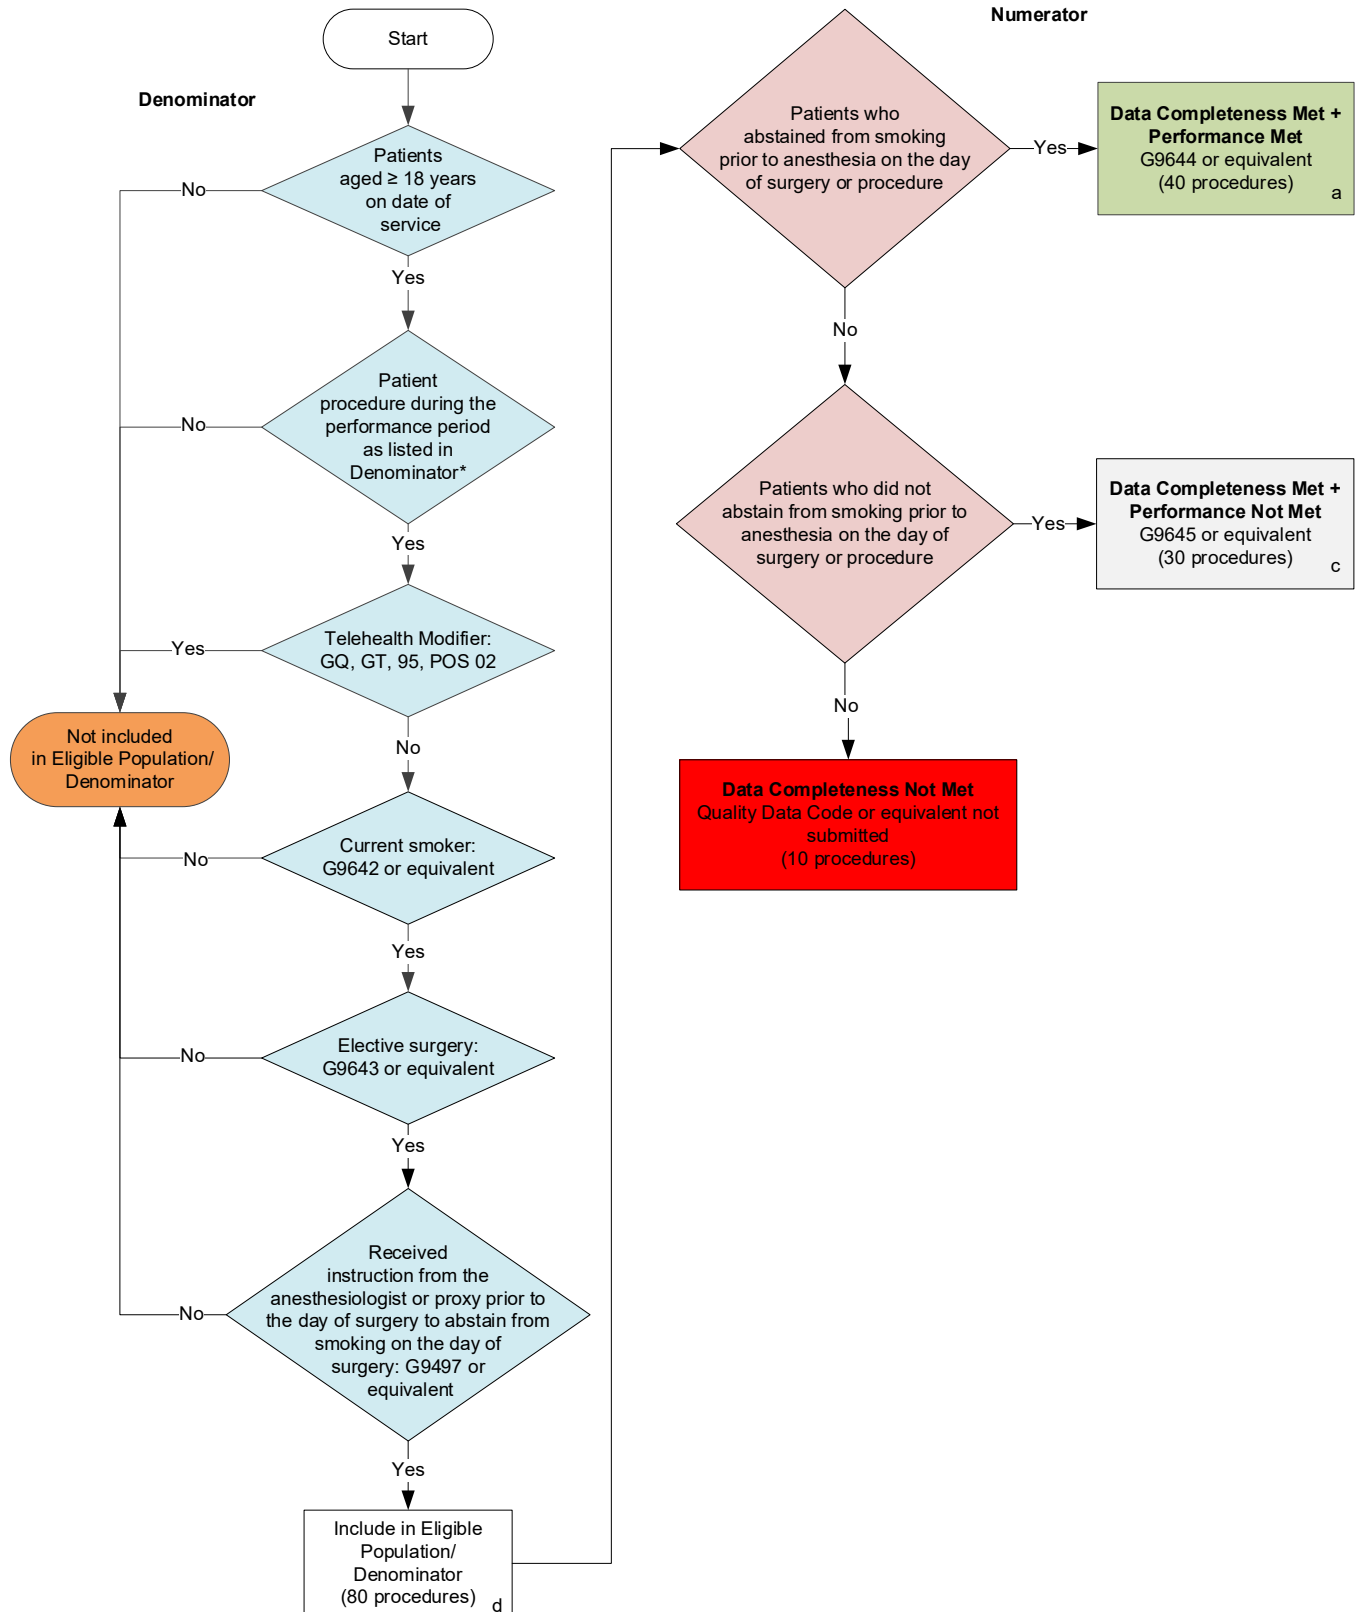 Start
Denominator
Patients
aged ≥ 18 years
on date of
service
No
Yes
Patient
procedure during the
performance period
as listed in
Denominator*
No
Yes
Telehealth Modifier:
GQ, GT, 95, POS 02
Yes
No
Not included
in Eligible Population/
Denominator
Current smoker:
G9642 or equivalent
No
Yes
Elective surgery:
G9643 or equivalent
No
Yes
Received
instruction from the
anesthesiologist or proxy prior to
the day of surgery to abstain from
smoking on the day of
surgery: G9497 or
equivalent
No
Yes
Include in Eligible
Population/
Denominator
(80 procedures)
d
Numerator
Patients who
abstained from smoking
prior to anesthesia on the day
of surgery or procedure
Yes
Data Completeness Met +
Performance Met
G9644 or equivalent
(40 procedures)
a
No
Patients who did not
abstain from smoking prior to
anesthesia on the day of
surgery or procedure
Yes
Data Completeness Met +
Performance Not Met
G9645 or equivalent
(30 procedures)
c
No
Data Completeness Not Met
Quality Data Code or equivalent not
submitted
(10 procedures)